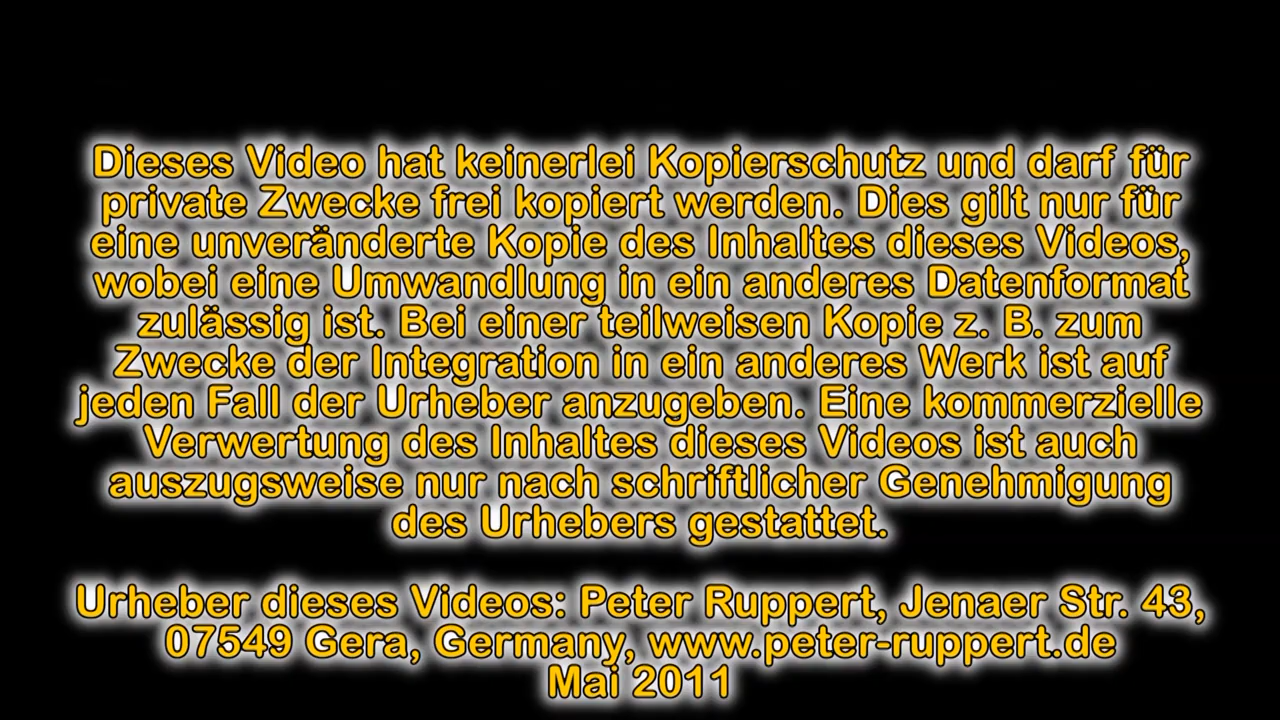 Dieses Video hat keinerlei Kopierschutz und darf für
private Zwecke frei kopiert werden. Dies gilt nur für
eine unveränderte Kopie des Inhaltes dieses Videos,
wobei eine Umwandlung in ein anderes Datenformat
zulässig ist. Bei einer teilweisen Kopie z. B. zum
Zwecke der Integration in ein anderes Werk ist auf
jeden Fall der Urheber anzugeben. Eine kommerzielle
Verwertung des Inhaltes dieses Videos ist auch
auszugsweise nur nach schriftlicher Genehmigung
des Urhebers gestattet.
Urheber dieses Videos: Peter Ruppert, Jenaer Str. 43,
07549 Gera, Germany, www.peter-ruppert.de
Mai 2011